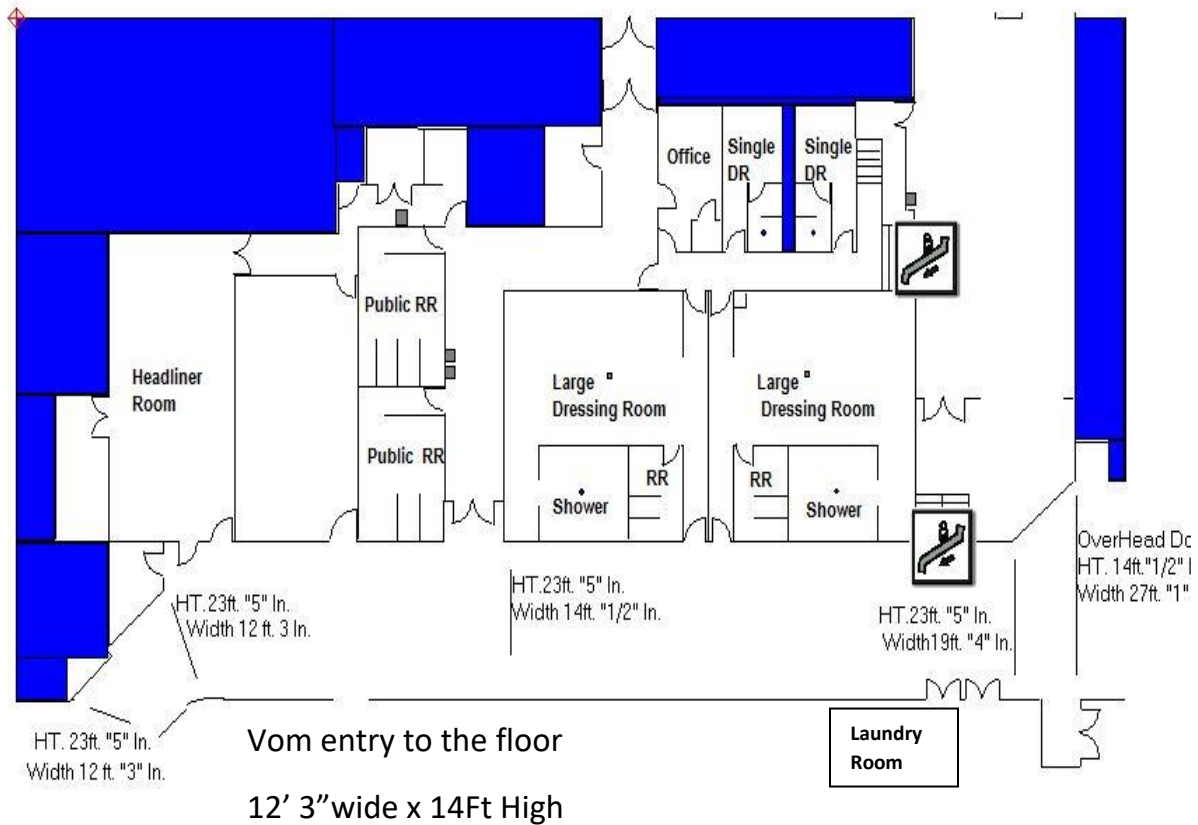 Office
Single
DR
Single
DR
Public RR
Headliner
Room
Large
Dressing Room
Large
Dressing Room
Public RR
RR
Shower
RR
Shower
OverHead Do
HT. 14ft."1/2" I
Width 27ft. "1"
HT.23ft. "5" In.
Width 12 ft. 3 In.
HT.23ft. "5" In.
Width 14ft. "1/2" In.
HT.23ft. "5" In.
Width19ft. "4" In.
HT. 23ft. "5" In.
Width 12 ft. "3" In.
Vom entry to the floor
12’ 3”wide x 14Ft High
Laundry
Room